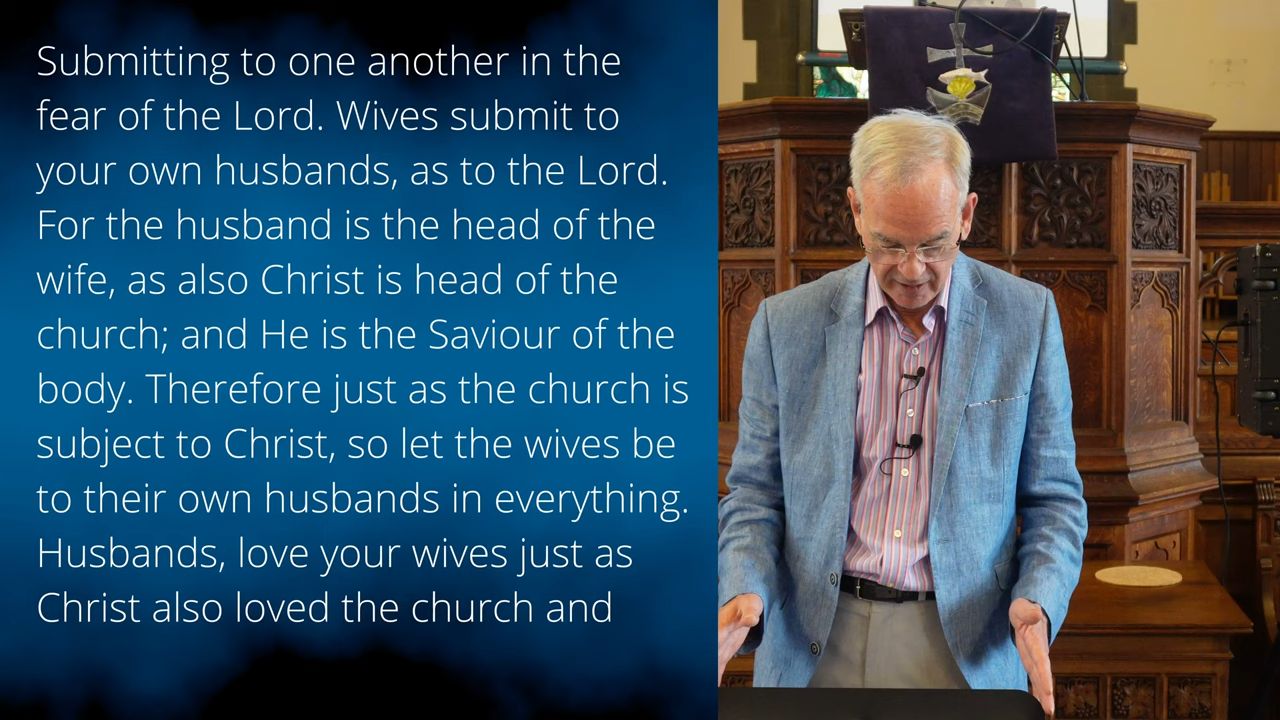 Submitting to one another in the
fear of the Lord. Wives submit to
your own husbands, as to the Lord.
For the husband is the head of the
wife, as also Christ is head of the
church; and He is the Saviour of the
body. Therefore just as the church is
subject to Christ, so let the wives be
to their own husbands in everything.
Husbands, love your wives just as
Christ also loved the church and